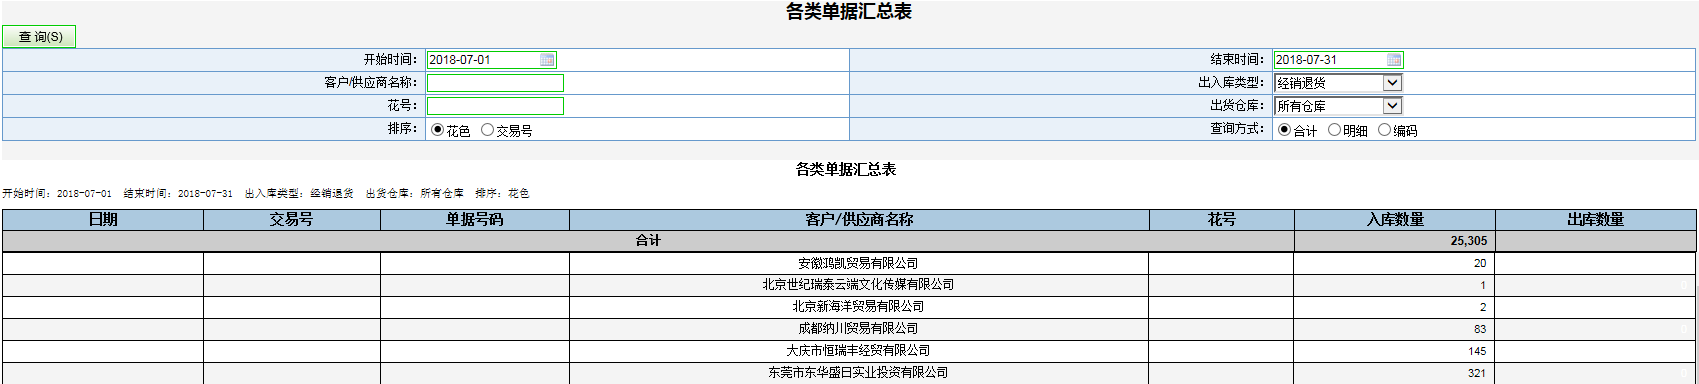 各类单据汇总表
查 询(S)
开始时间： 2018-07-01 结束时间： 2018-07-31
客户/供应商名称： 出入库类型： 经销退货
花号： 出货仓库： 所有仓库
排序： 花色 交易号 查询方式： 合计 明细 编码
各类单据汇总表
开始时间：2018-07-01 结束时间：2018-07-31 出入库类型：经销退货 出货仓库：所有仓库 排序：花色
日期 交易号 单据号码 客户/供应商名称 花号 入库数量 出库数量
合计 25,305
安徽鸿凯贸易有限公司 20
北京世纪瑞泰云端文化传媒有限公司 1 0
北京新海洋贸易有限公司 2
成都纳川贸易有限公司 83 0
大庆市恒瑞丰经贸有限公司 145
东莞市东华盛日实业投资有限公司 321 0